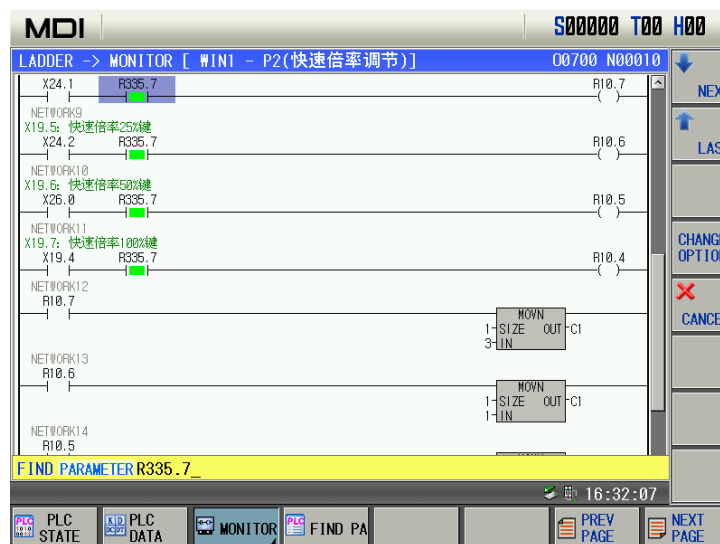 MDI
S00000 T00 H00
LADDER -> MONITOR [ WIN1 - P2(快速倍率调节)]
O0700 N00010
X24.1 R335.7 R10.7
NETWORK9
X19.5: 快速倍率25%键
X24.2 R335.7 R10.6
NETWORK10
X19.6: 快速倍率50%键
X26.0 R335.7 R10.5
NETWORK11
X19.7: 快速倍率100%键
X19.4 R335.7 R10.4
NETWORK12
R10.7
MOVN
1-SIZE OUT-C1
3-IN
NETWORK13
R10.6
MOVN
1-SIZE OUT-C1
1-IN
NETWORK14
R10.5
FIND PARAMETER R335.7_
16:32:07
NEX
LAS
CHANG
OPTIO
CANCE
PLC STATE
PLC DATA
MONITOR
FIND PA
PREV PAGE
NEXT PAGE